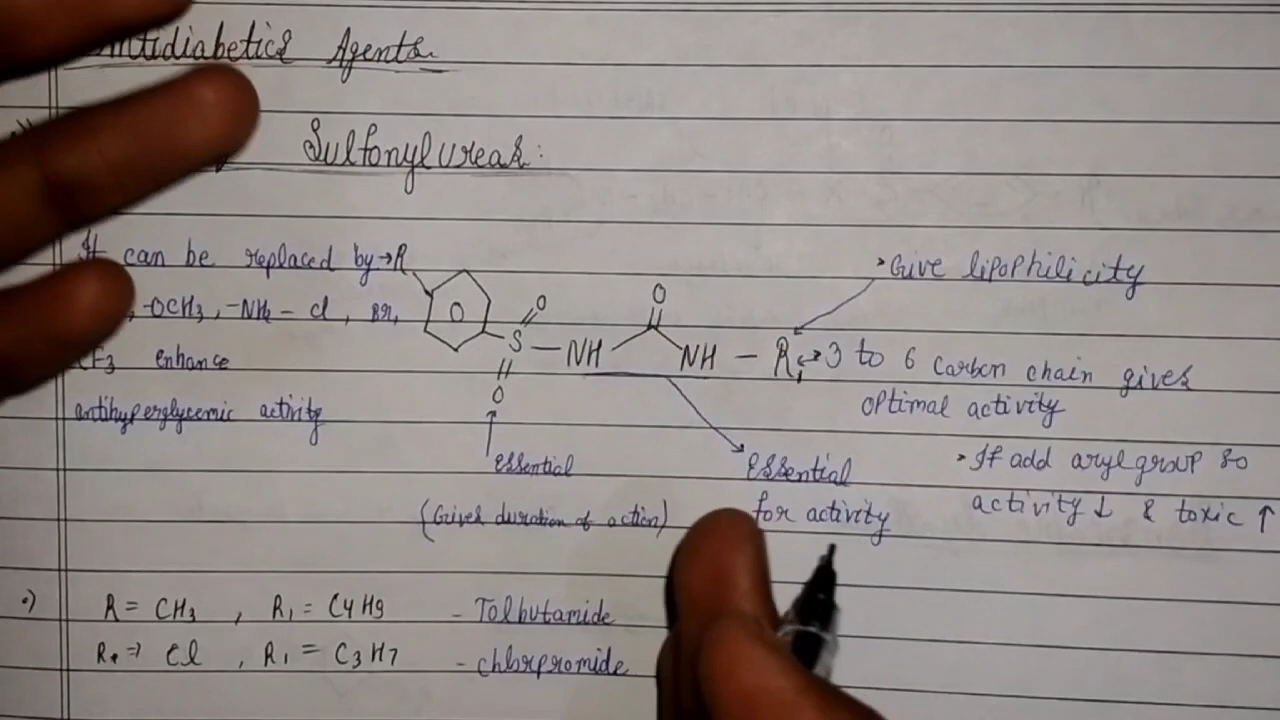 Antidiabetics Agents
Sulfonylureas:
It can be replaced by → R
-OCH3, -NH2 - Cl, Br,
CF3 enhance
antihyperglycemic activity
O O
S — NH NH — R1
O
Give lipophilicity
3 to 6 carbon chain gives
optimal activity
Essential
(Gives duration of action)
Essential
for activity
• If add aryl group so
activity ↓ & toxic ↑
•) R = CH3 , R1 = C4H9 - Tolbutamide
R ⇒ Cl , R1 = C3H7 - chlorpromide